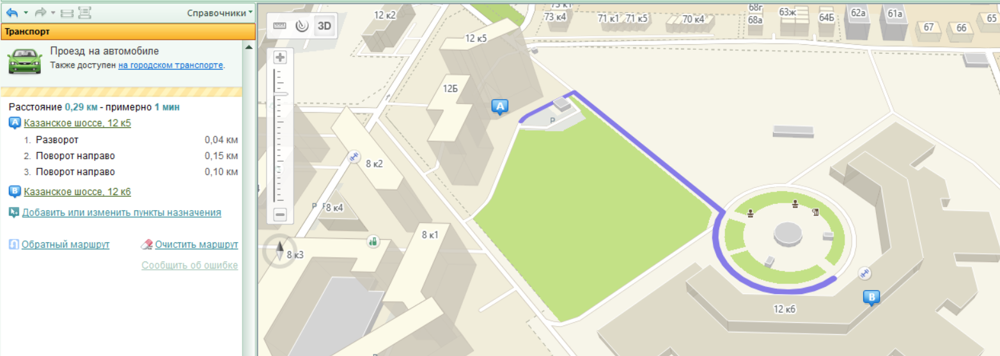 Справочники
Транспорт
Проезд на автомобиле
Также доступен на городском транспорте.
Расстояние 0,29 км - примерно 1 мин
A Казанское шоссе, 12 к5
1. Разворот 0,04 км
2. Поворот направо 0,15 км
3. Поворот направо 0,10 км
B Казанское шоссе, 12 к6
Добавить или изменить пункты назначения
Обратный маршрут Очистить маршрут
Сообщить об ошибке
3D
12 к2
73 к1
73 к4
71 к1
71 к5
70 к4
68г
68а
63ж
64Б
62а
61а
67
66
65
12 к5
12Б
A
P
8 к2
P
8 к4
8 к1
8 к3
B
12 к6